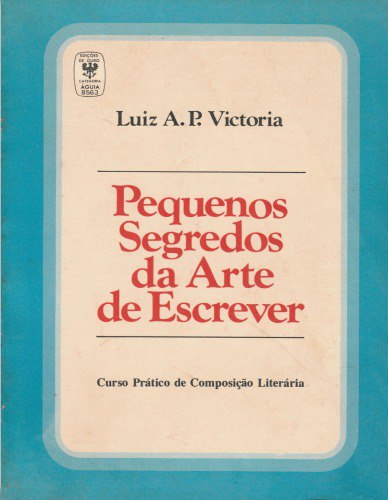 EDIÇÕES
DE OURO
CATEGORIA
ÁGUIA
8563
Luiz A. P. Victoria
Pequenos
Segredos
da Arte
de Escrever
Curso Prático de Composição Literária